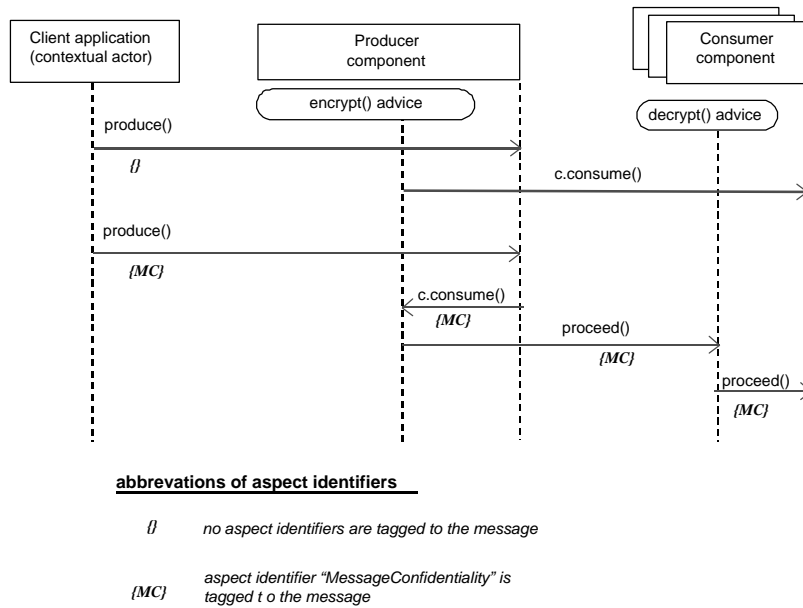 Client application
(contextual actor)
Producer
component
Consumer
component
encrypt() advice
decrypt() advice
produce()
{}
c.consume()
produce()
{MC}
c.consume()
{MC}
proceed()
{MC}
proceed()
{MC}
abbrevations of aspect identifiers
{} no aspect identifiers are tagged to the message
{MC} aspect identifier “MessageConfidentiality” is
tagged t o the message